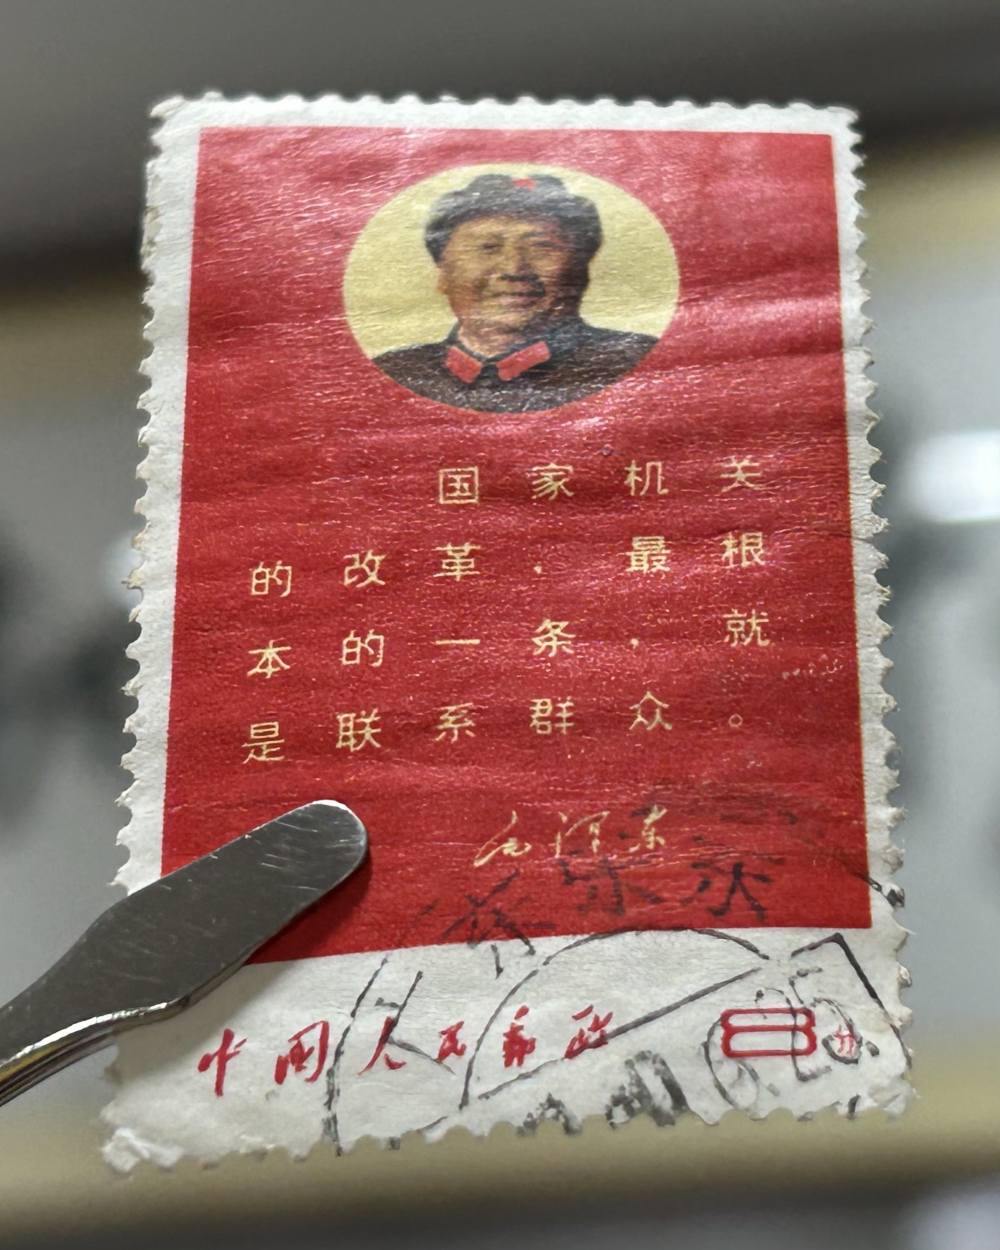 国家机关
的改革，最根
本的一条，就
是联系群众。
毛泽东
中国人民邮政
8分